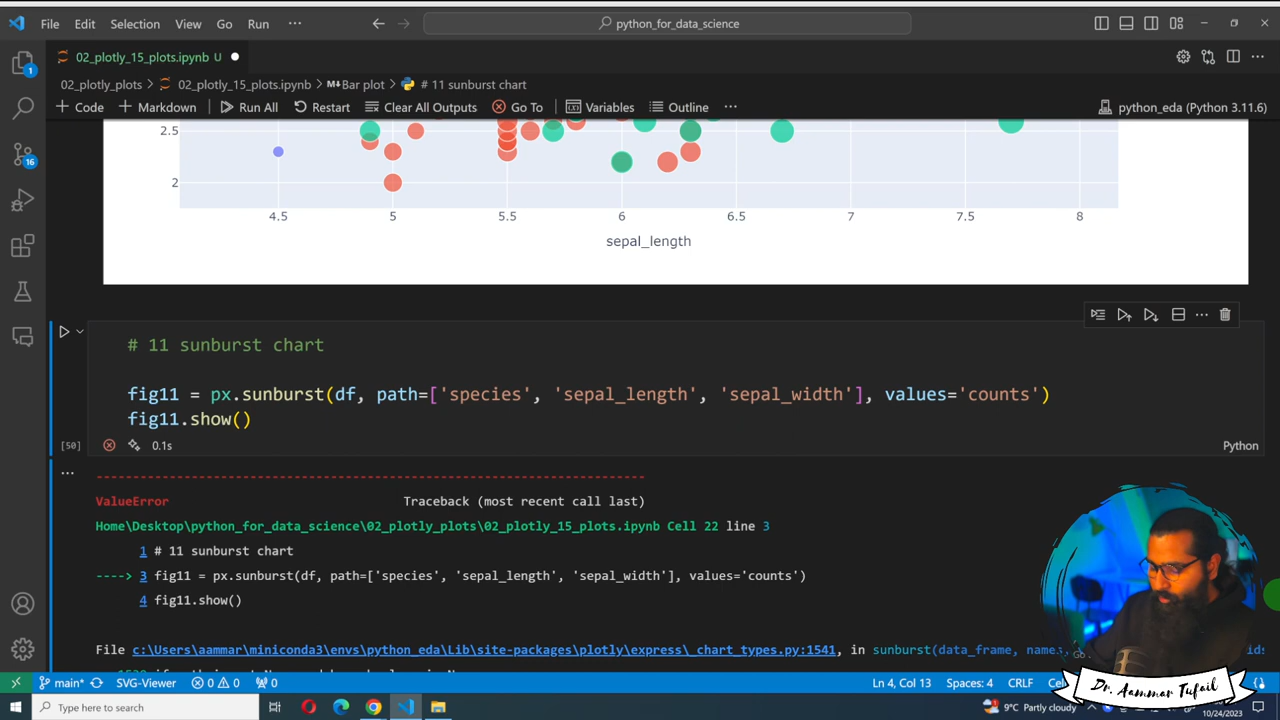 File Edit Selection View Go Run ··· python_for_data_science
02_plotly_15_plots.ipynb U
02_plotly_plots > 02_plotly_15_plots.ipynb > M↓Bar plot > # 11 sunburst chart
+ Code + Markdown Run All Restart Clear All Outputs Go To Variables Outline ··· python_eda (Python 3.11.6)
1
16
2.5
2
4.5 5 5.5 6 6.5 7 7.5 8
sepal_length
# 11 sunburst chart
fig11 = px.sunburst(df, path=['species', 'sepal_length', 'sepal_width'], values='counts')
fig11.show()
[50] 0.1s Python
ValueError Traceback (most recent call last)
Home\Desktop\python_for_data_science\02_plotly_plots\02_plotly_15_plots.ipynb Cell 22 line 3
1 # 11 sunburst chart
----> 3 fig11 = px.sunburst(df, path=['species', 'sepal_length', 'sepal_width'], values='counts')
4 fig11.show()
File c:\Users\aammar\miniconda3\envs\python_eda\Lib\site-packages\plotly\express\_chart_types.py:1541, in sunburst(data_frame, names,
main* SVG-Viewer 0 0 0 Ln 4, Col 13 Spaces: 4 CRLF
Dr. Aammar Tufail
Type here to search 9°C Partly cloudy 10/24/2023